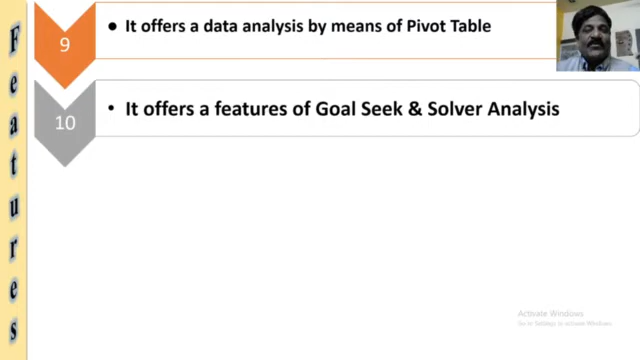 Features
9
● It offers a data analysis by means of Pivot Table
10
• It offers a features of Goal Seek & Solver Analysis
Activate Windows
Go to Settings to activate Windows.